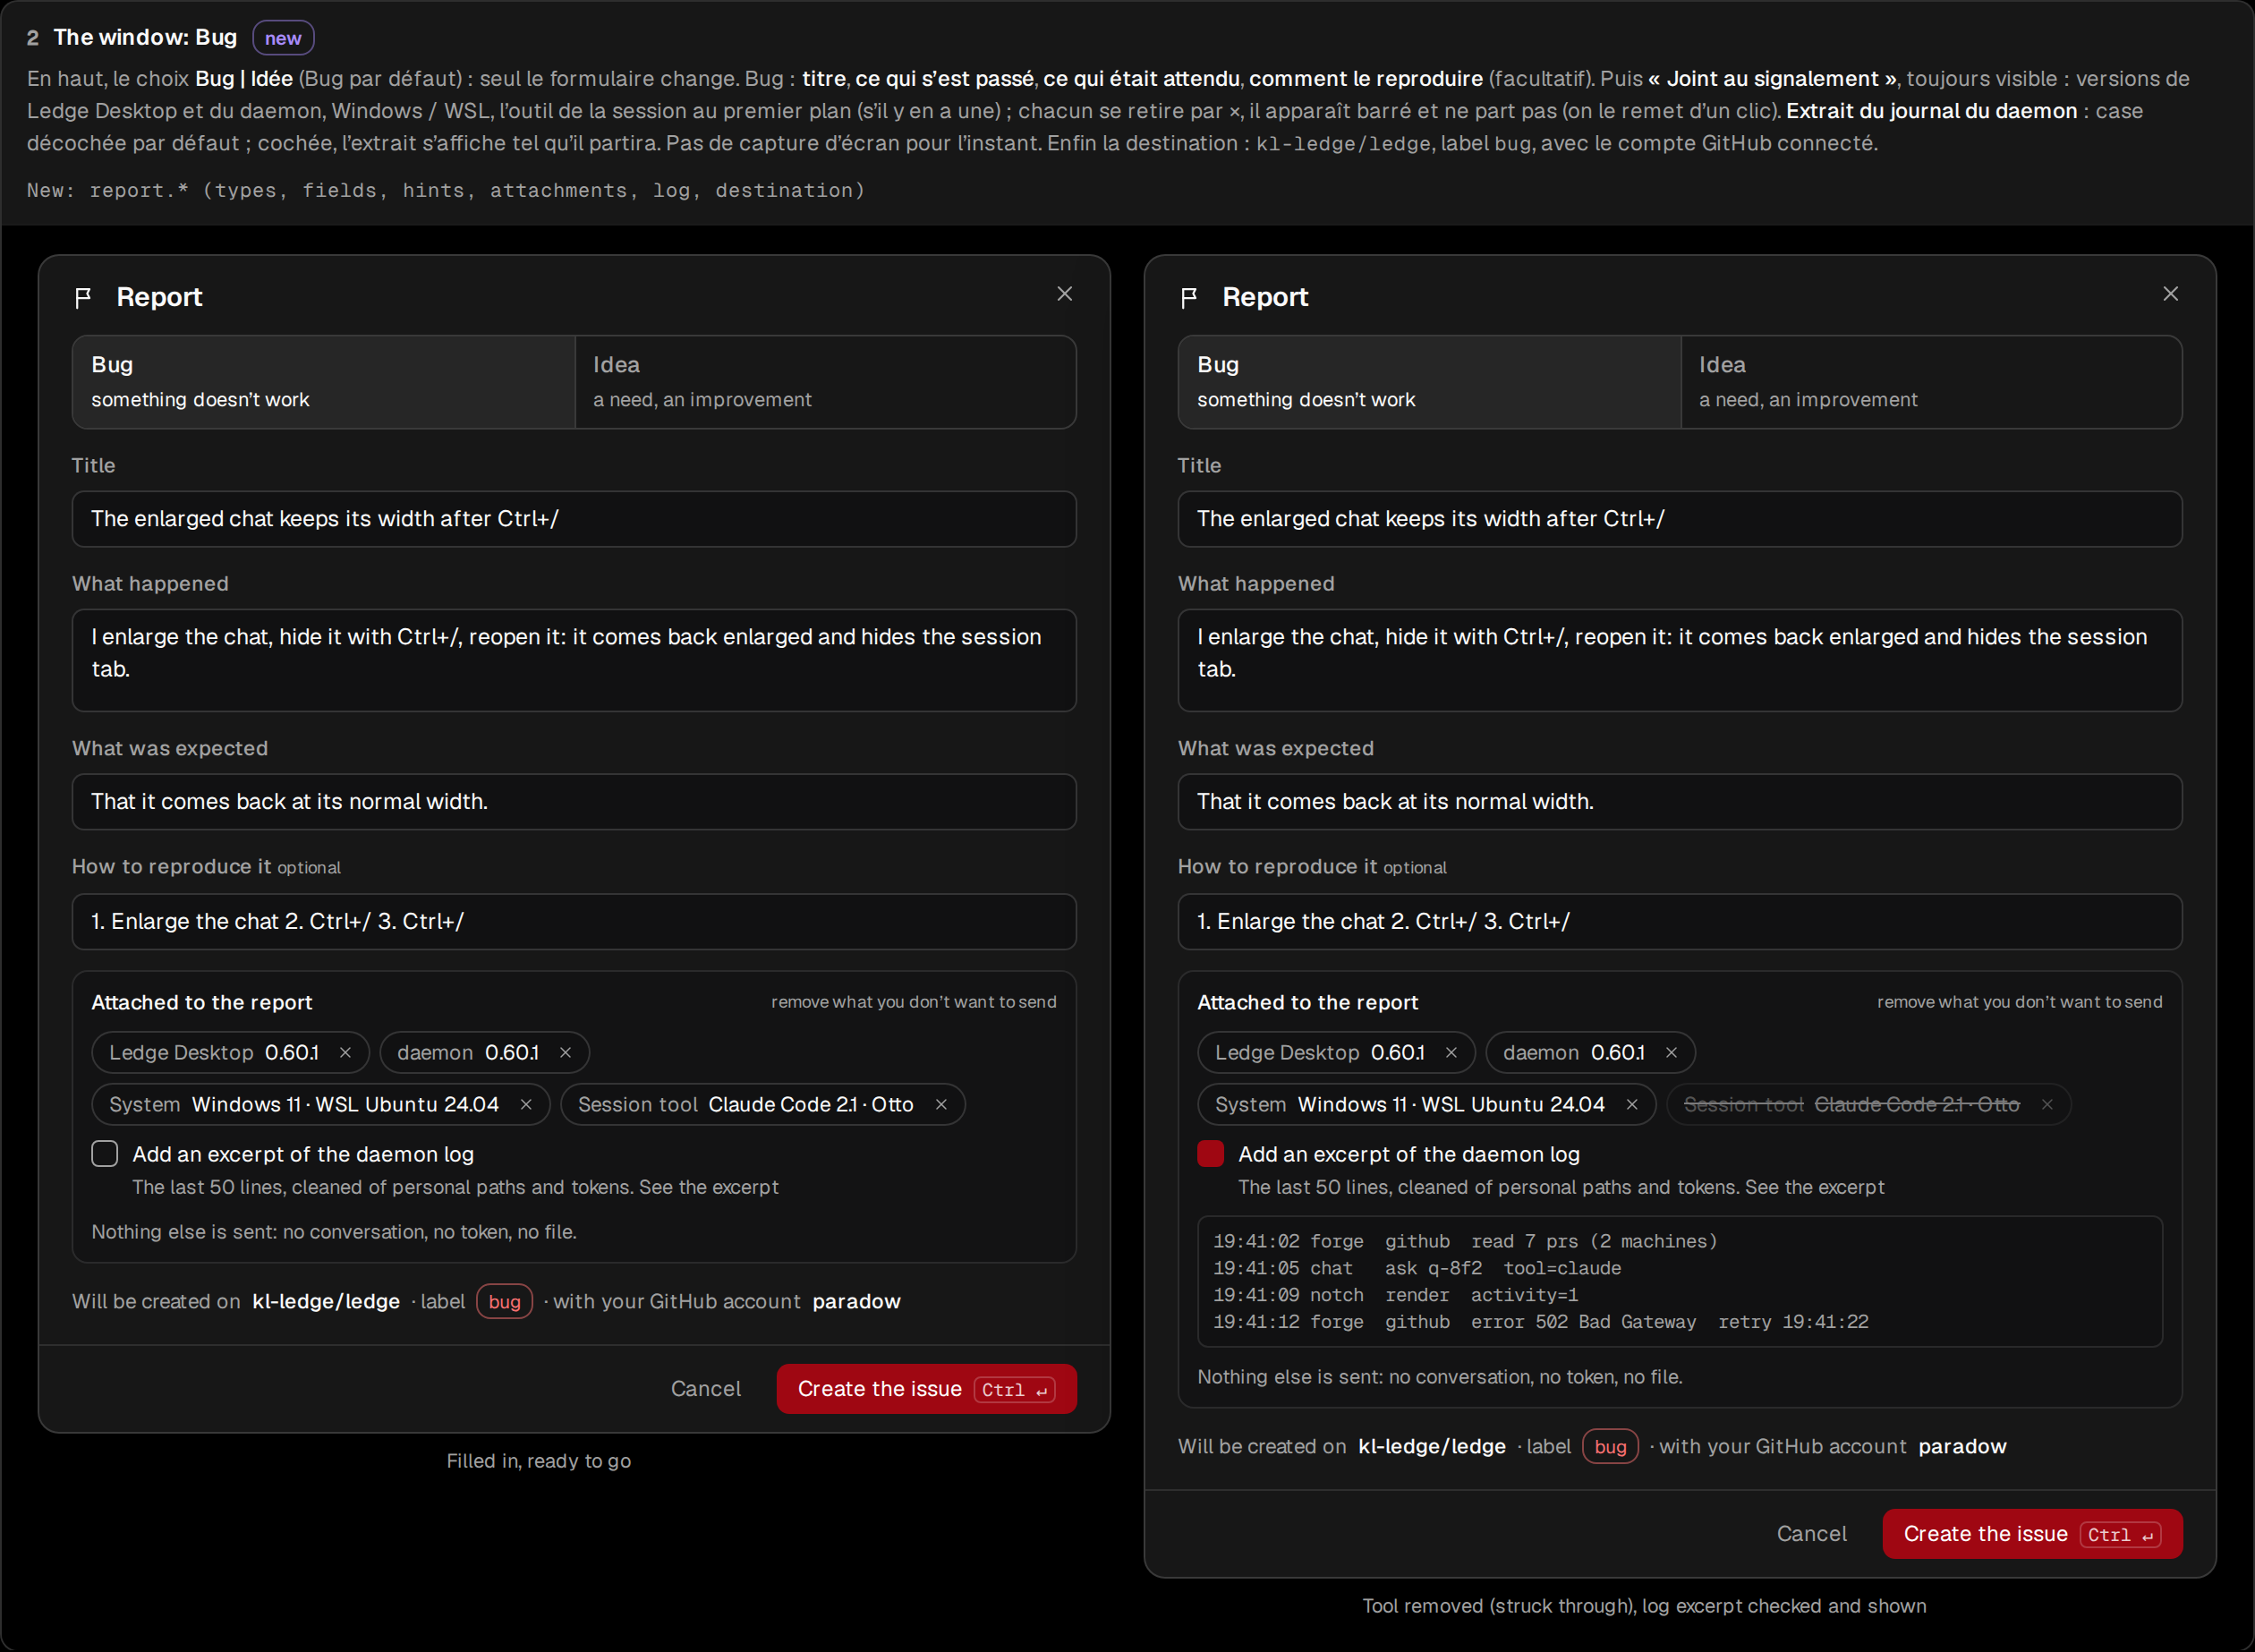 2 The window: Bug new
En haut, le choix Bug | Idée (Bug par défaut) : seul le formulaire change. Bug : titre, ce qui s’est passé, ce qui était attendu, comment le reproduire (facultatif). Puis « Joint au signalement », toujours visible : versions de
Ledge Desktop et du daemon, Windows / WSL, l’outil de la session au premier plan (s’il y en a une) ; chacun se retire par ×, il apparaît barré et ne part pas (on le remet d’un clic). Extrait du journal du daemon : case
décochée par défaut ; cochée, l’extrait s’affiche tel qu’il partira. Pas de capture d’écran pour l’instant. Enfin la destination : kl-ledge/ledge, label bug, avec le compte GitHub connecté.
New: report.* (types, fields, hints, attachments, log, destination)
Report ×
Bug
something doesn’t work
Idea
a need, an improvement
Title
The enlarged chat keeps its width after Ctrl+/
What happened
I enlarge the chat, hide it with Ctrl+/, reopen it: it comes back enlarged and hides the session
tab.
What was expected
That it comes back at its normal width.
How to reproduce it optional
1. Enlarge the chat 2. Ctrl+/ 3. Ctrl+/
Attached to the report remove what you don’t want to send
Ledge Desktop 0.60.1 × daemon 0.60.1 ×
System Windows 11 · WSL Ubuntu 24.04 × Session tool Claude Code 2.1 · Otto ×
Add an excerpt of the daemon log
The last 50 lines, cleaned of personal paths and tokens. See the excerpt
Nothing else is sent: no conversation, no token, no file.
Will be created on kl-ledge/ledge · label bug · with your GitHub account paradow
Cancel Create the issue Ctrl ↵
Filled in, ready to go
Report ×
Bug
something doesn’t work
Idea
a need, an improvement
Title
The enlarged chat keeps its width after Ctrl+/
What happened
I enlarge the chat, hide it with Ctrl+/, reopen it: it comes back enlarged and hides the session
tab.
What was expected
That it comes back at its normal width.
How to reproduce it optional
1. Enlarge the chat 2. Ctrl+/ 3. Ctrl+/
Attached to the report remove what you don’t want to send
Ledge Desktop 0.60.1 × daemon 0.60.1 ×
System Windows 11 · WSL Ubuntu 24.04 × Session tool Claude Code 2.1 · Otto ×
Add an excerpt of the daemon log
The last 50 lines, cleaned of personal paths and tokens. See the excerpt
19:41:02 forge github read 7 prs (2 machines)
19:41:05 chat ask q-8f2 tool=claude
19:41:09 notch render activity=1
19:41:12 forge github error 502 Bad Gateway retry 19:41:22
Nothing else is sent: no conversation, no token, no file.
Will be created on kl-ledge/ledge · label bug · with your GitHub account paradow
Cancel Create the issue Ctrl ↵
Tool removed (struck through), log excerpt checked and shown